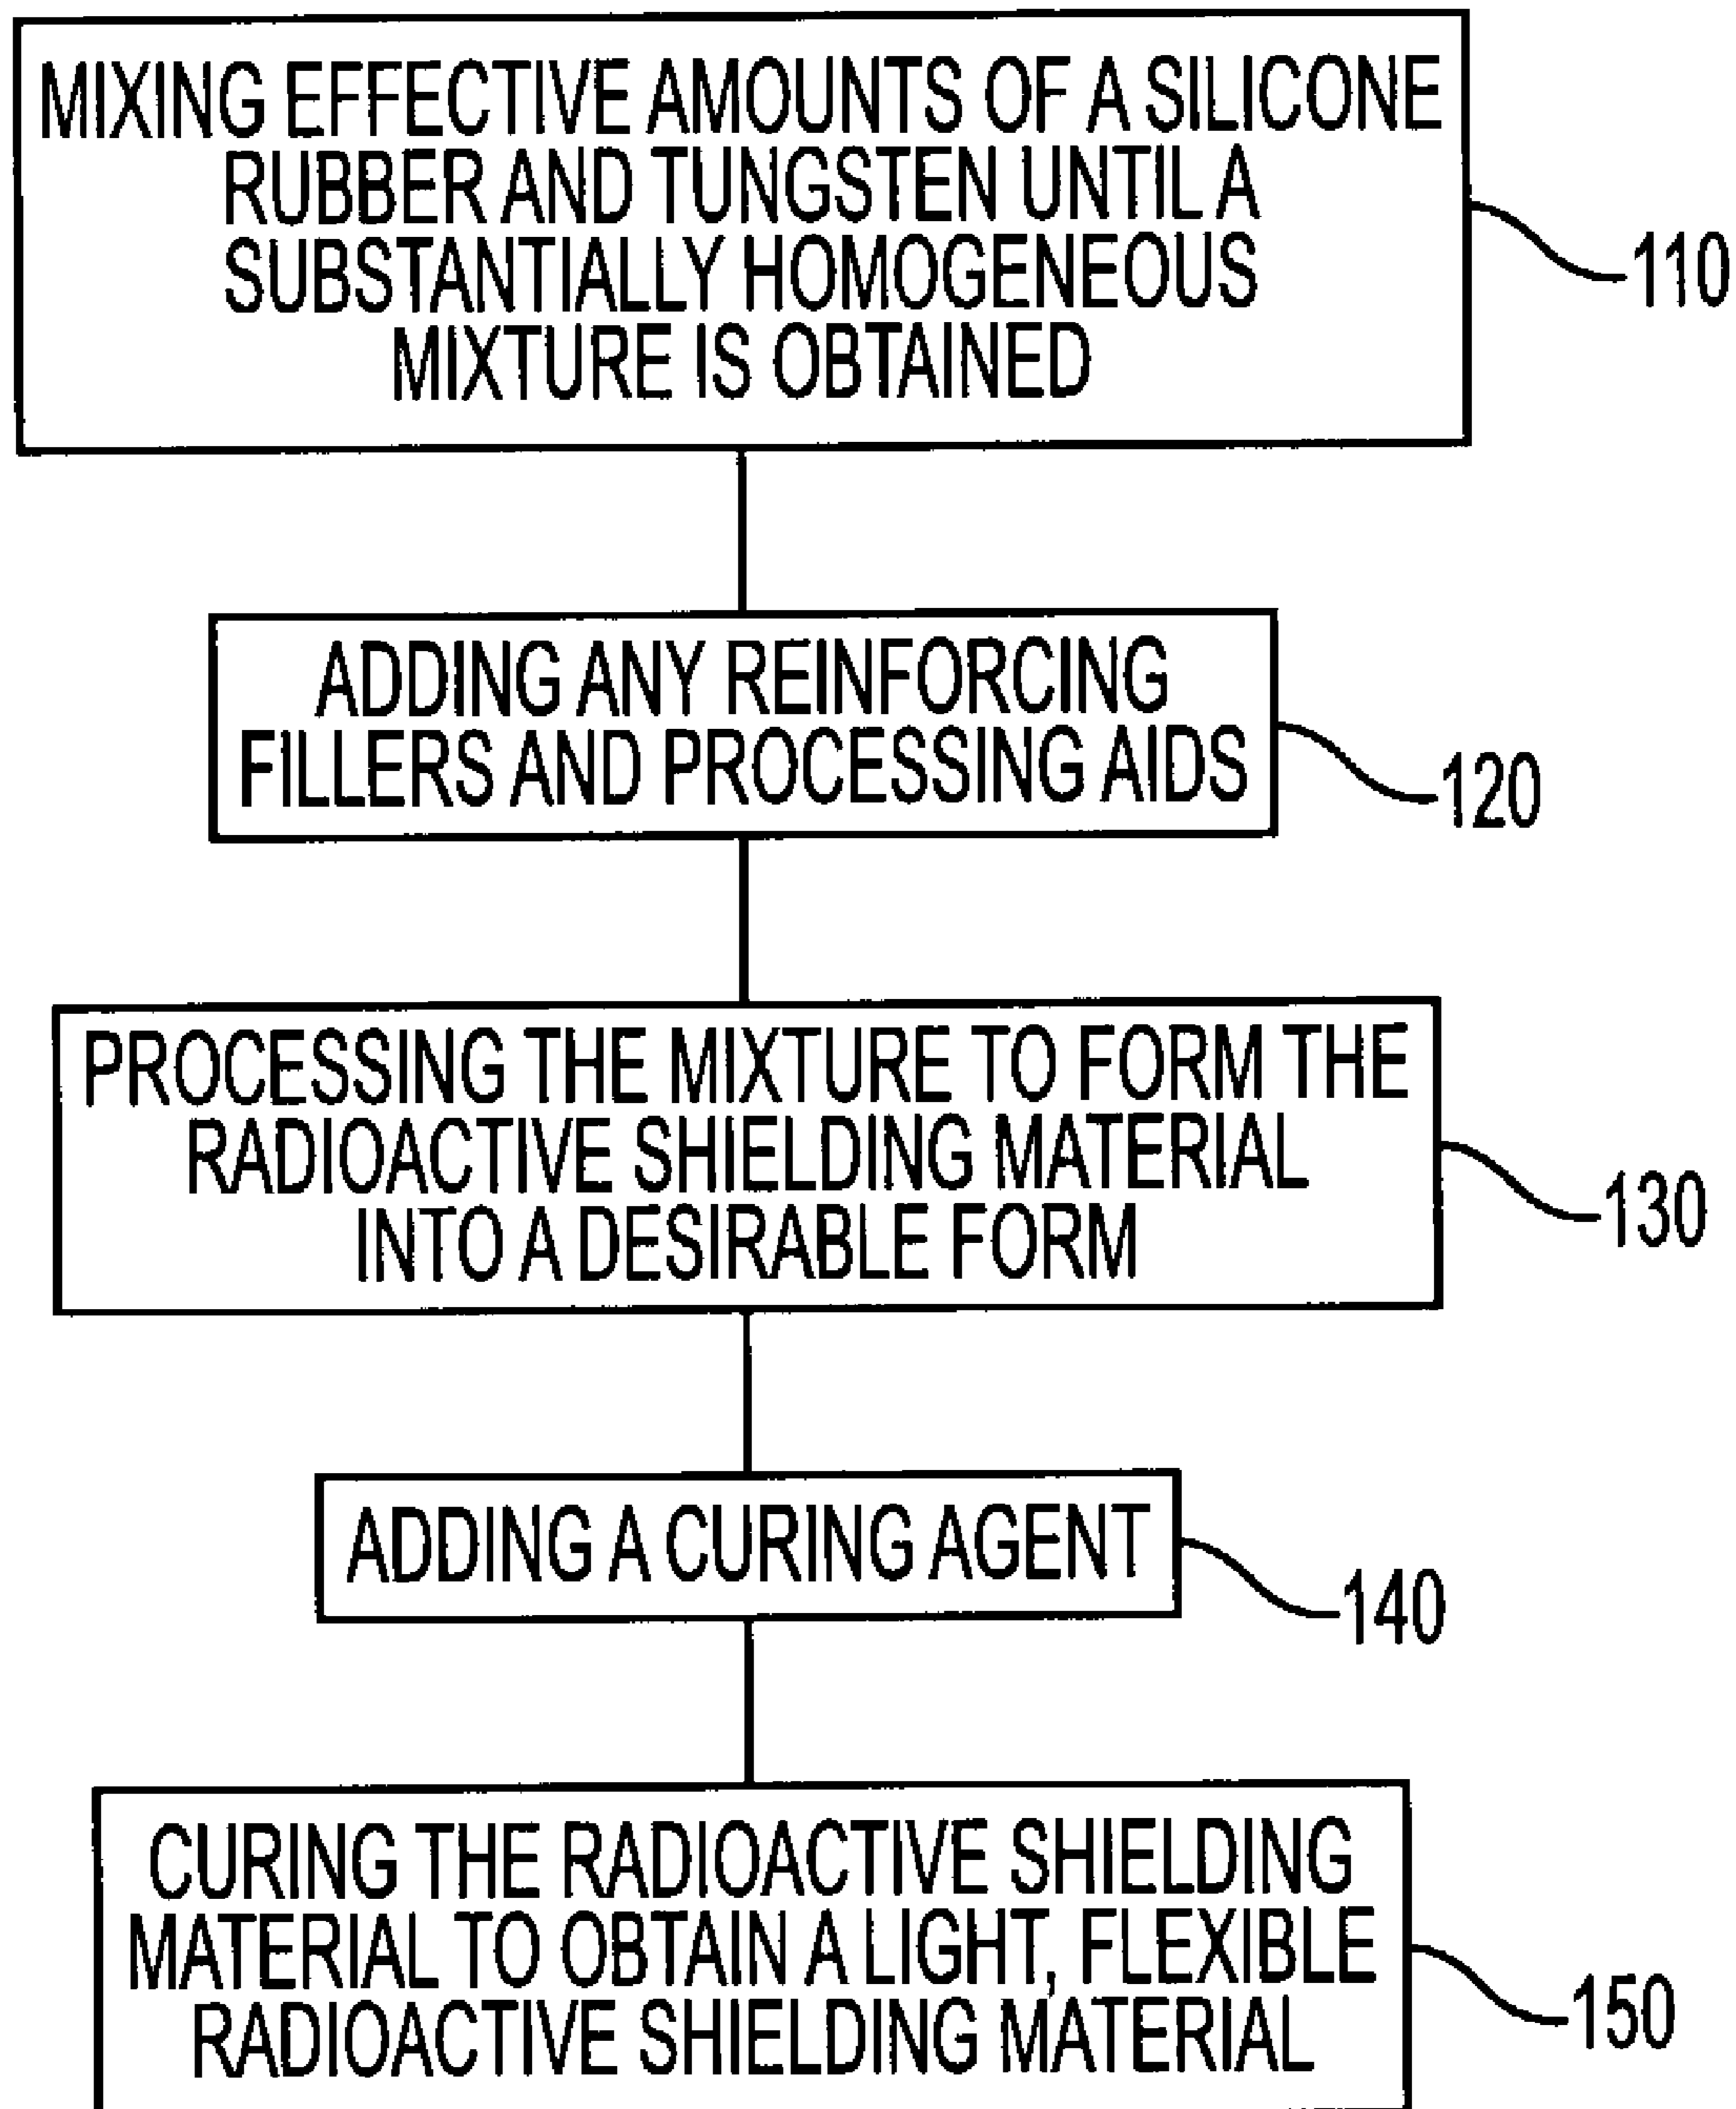 MIXING EFFECTIVE AMOUNTS OF A SILICONE
RUBBER AND TUNGSTEN UNTIL A
SUBSTANTIALLY HOMOGENEOUS
MIXTURE IS OBTAINED
110
ADDING ANY REINFORCING
FILLERS AND PROCESSING AIDS
120
PROCESSING THE MIXTURE TO FORM THE
RADIOACTIVE SHIELDING MATERIAL
INTO A DESIRABLE FORM
130
ADDING A CURING AGENT
140
CURING THE RADIOACTIVE SHIELDING
MATERIAL TO OBTAIN A LIGHT, FLEXIBLE
RADIOACTIVE SHIELDING MATERIAL
150